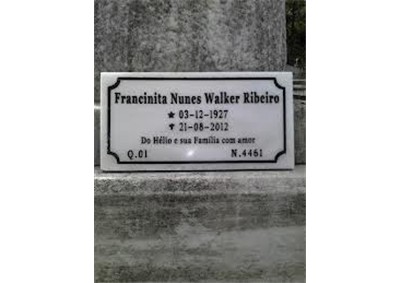 Francinita Nunes Walker Ribeiro
★ 03-12-1927
✝ 21-08-2012
Do Hélio e sua Família com amor
Q.01 N.4461